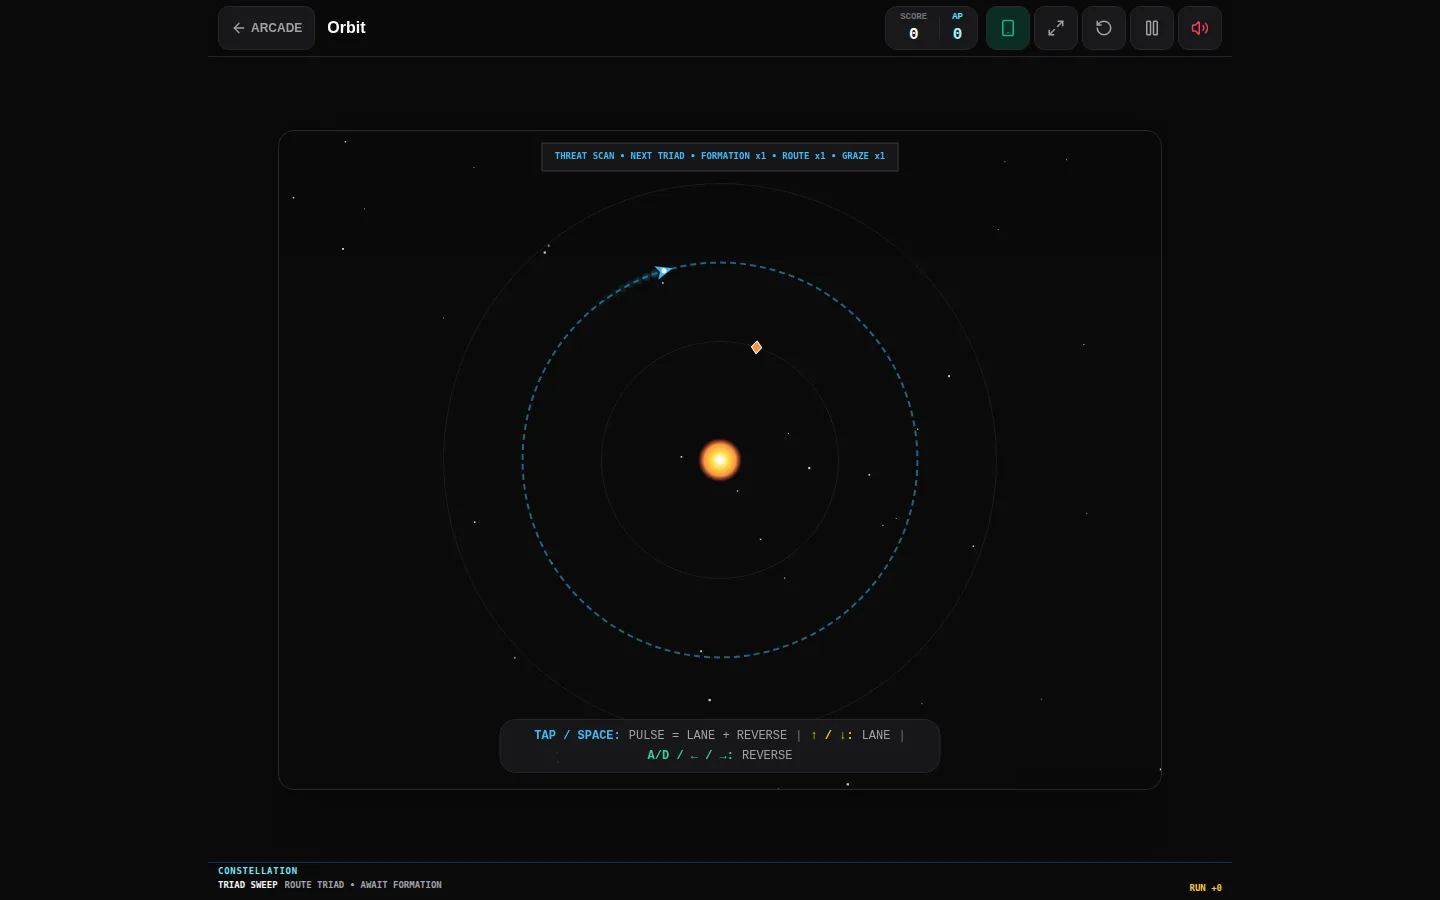 ARCADE
Orbit
SCORE
0
AP
0
THREAT SCAN • NEXT TRIAD • FORMATION x1 • ROUTE x1 • GRAZE x1
TAP / SPACE: PULSE = LANE + REVERSE | ↑ / ↓: LANE |
A/D / ← / →: REVERSE
CONSTELLATION
TRIAD SWEEP ROUTE TRIAD • AWAIT FORMATION
RUN +0